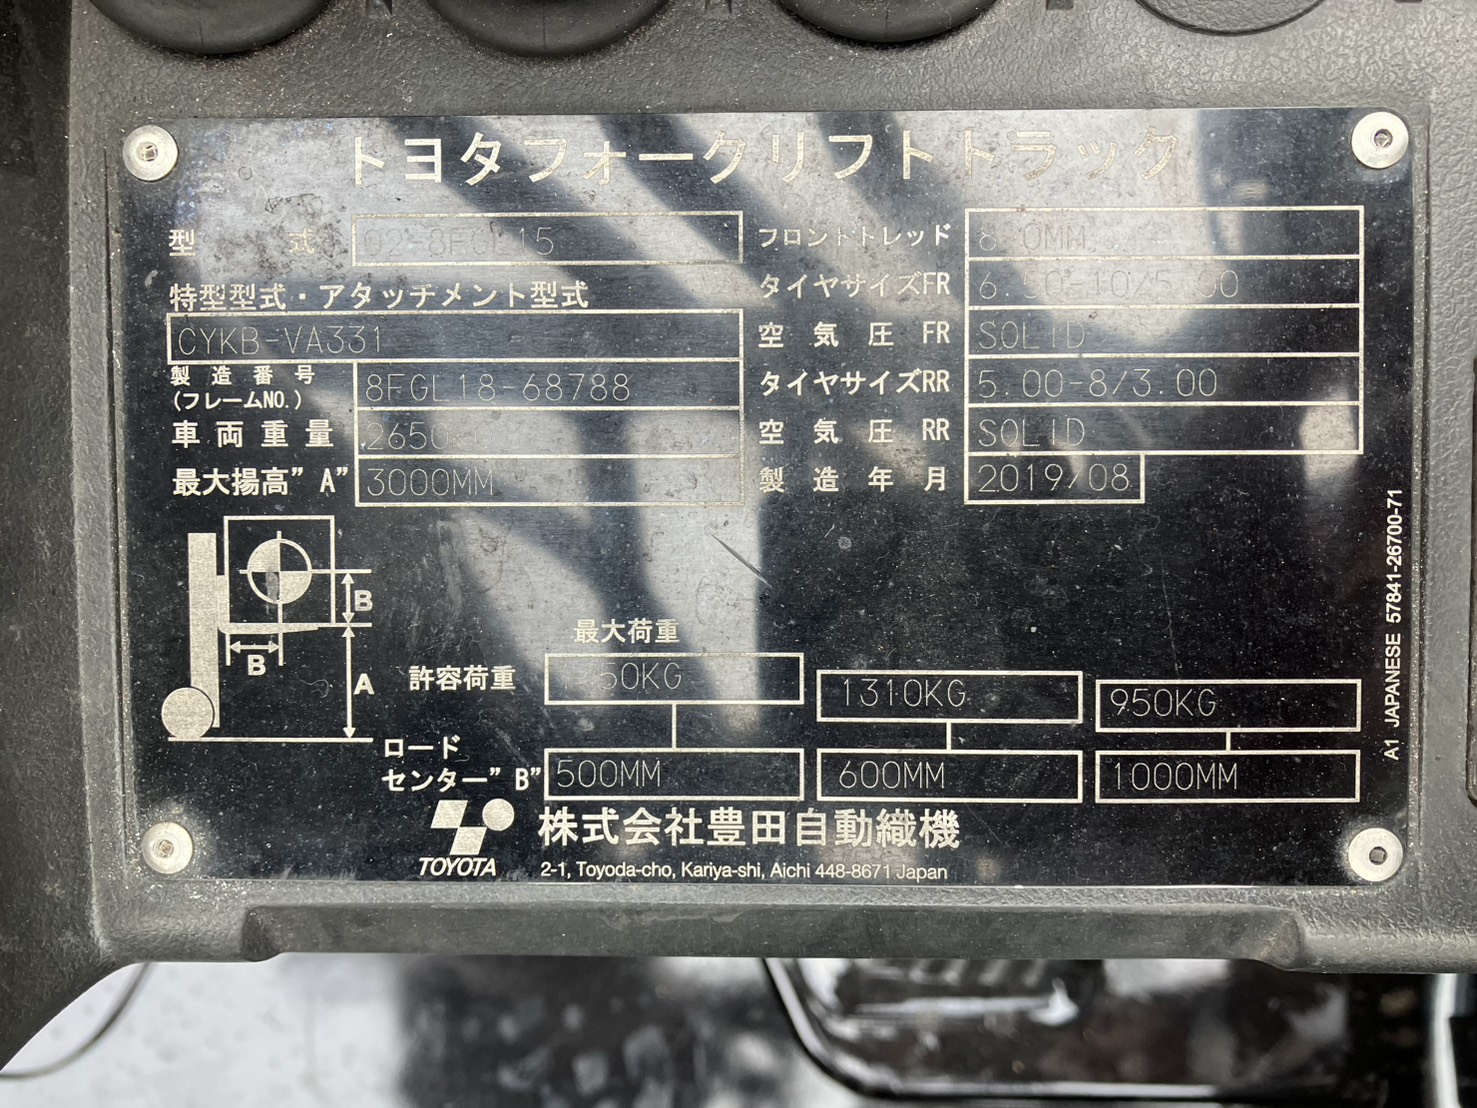 トヨタフォークリフトトラック
型式 02-8FGL15
特型型式・アタッチメント型式
CYKB-VA331
製造番号 (フレームNO.) 8FGL18-68788
車両重量 2650KG
最大揚高"A" 3000MM
フロントトレッド
タイヤサイズFR
空気圧 FR SOLID
タイヤサイズRR 5.00-8/3.00
空気圧 RR SOLID
製造年月 2019/08
B
B
A
最大荷重
許容荷重 1310KG 950KG
ロードセンター"B" 500MM 600MM 1000MM
TOYOTA
株式会社豊田自動織機
2-1, Toyoda-cho, Kariya-shi, Aichi 448-8671 Japan
A1 JAPANESE 57841-26700-71